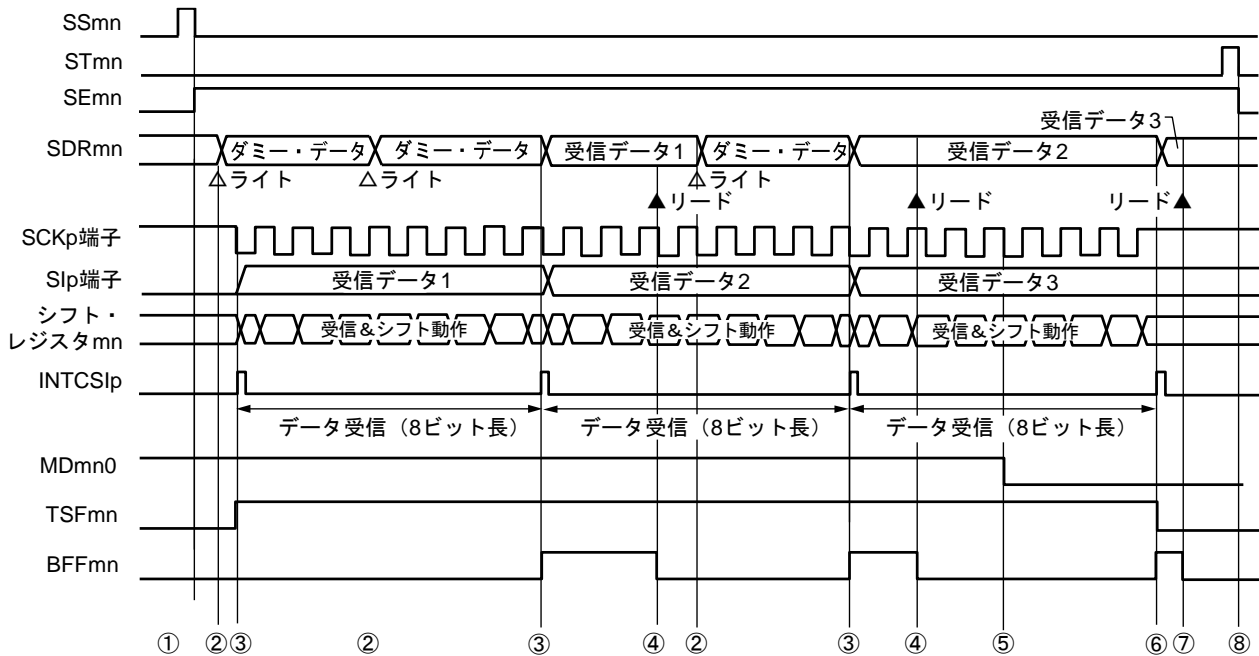 SSmn
STmn
SEmn
受信データ3
SDRmn ダミー・データ ダミー・データ 受信データ1 ダミー・データ 受信データ2
△ライト △ライト △ライト
▲リード ▲リード リード▲
SCKp端子
SIp端子 受信データ1 受信データ2 受信データ3
シフト・
レジスタmn 受信&シフト動作 受信&シフト動作 受信&シフト動作
INTCSIp
データ受信(8ビット長) データ受信(8ビット長) データ受信(8ビット長)
MDmn0
TSFmn
BFFmn
① ② ③ ② ③ ④ ② ③ ④ ⑤ ⑥ ⑦ ⑧